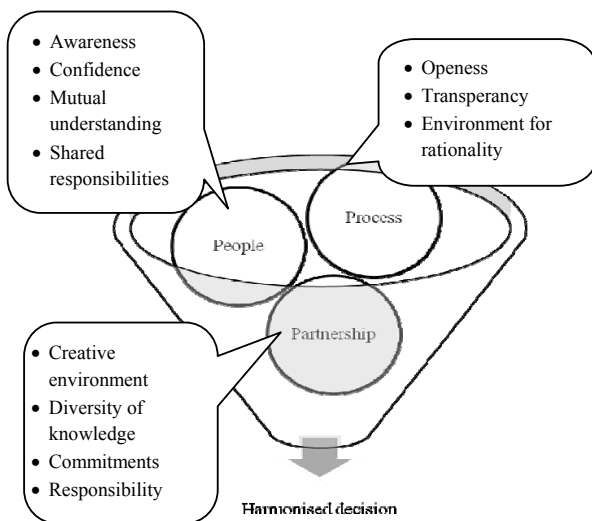 • Awareness
• Confidence
• Mutual
understanding
• Shared
responsibilities
• Openess
• Transperancy
• Environment for
rationality
People
Process
Partnership
• Creative
environment
• Diversity of
knowledge
• Commitments
• Responsibility
Harmonised decision